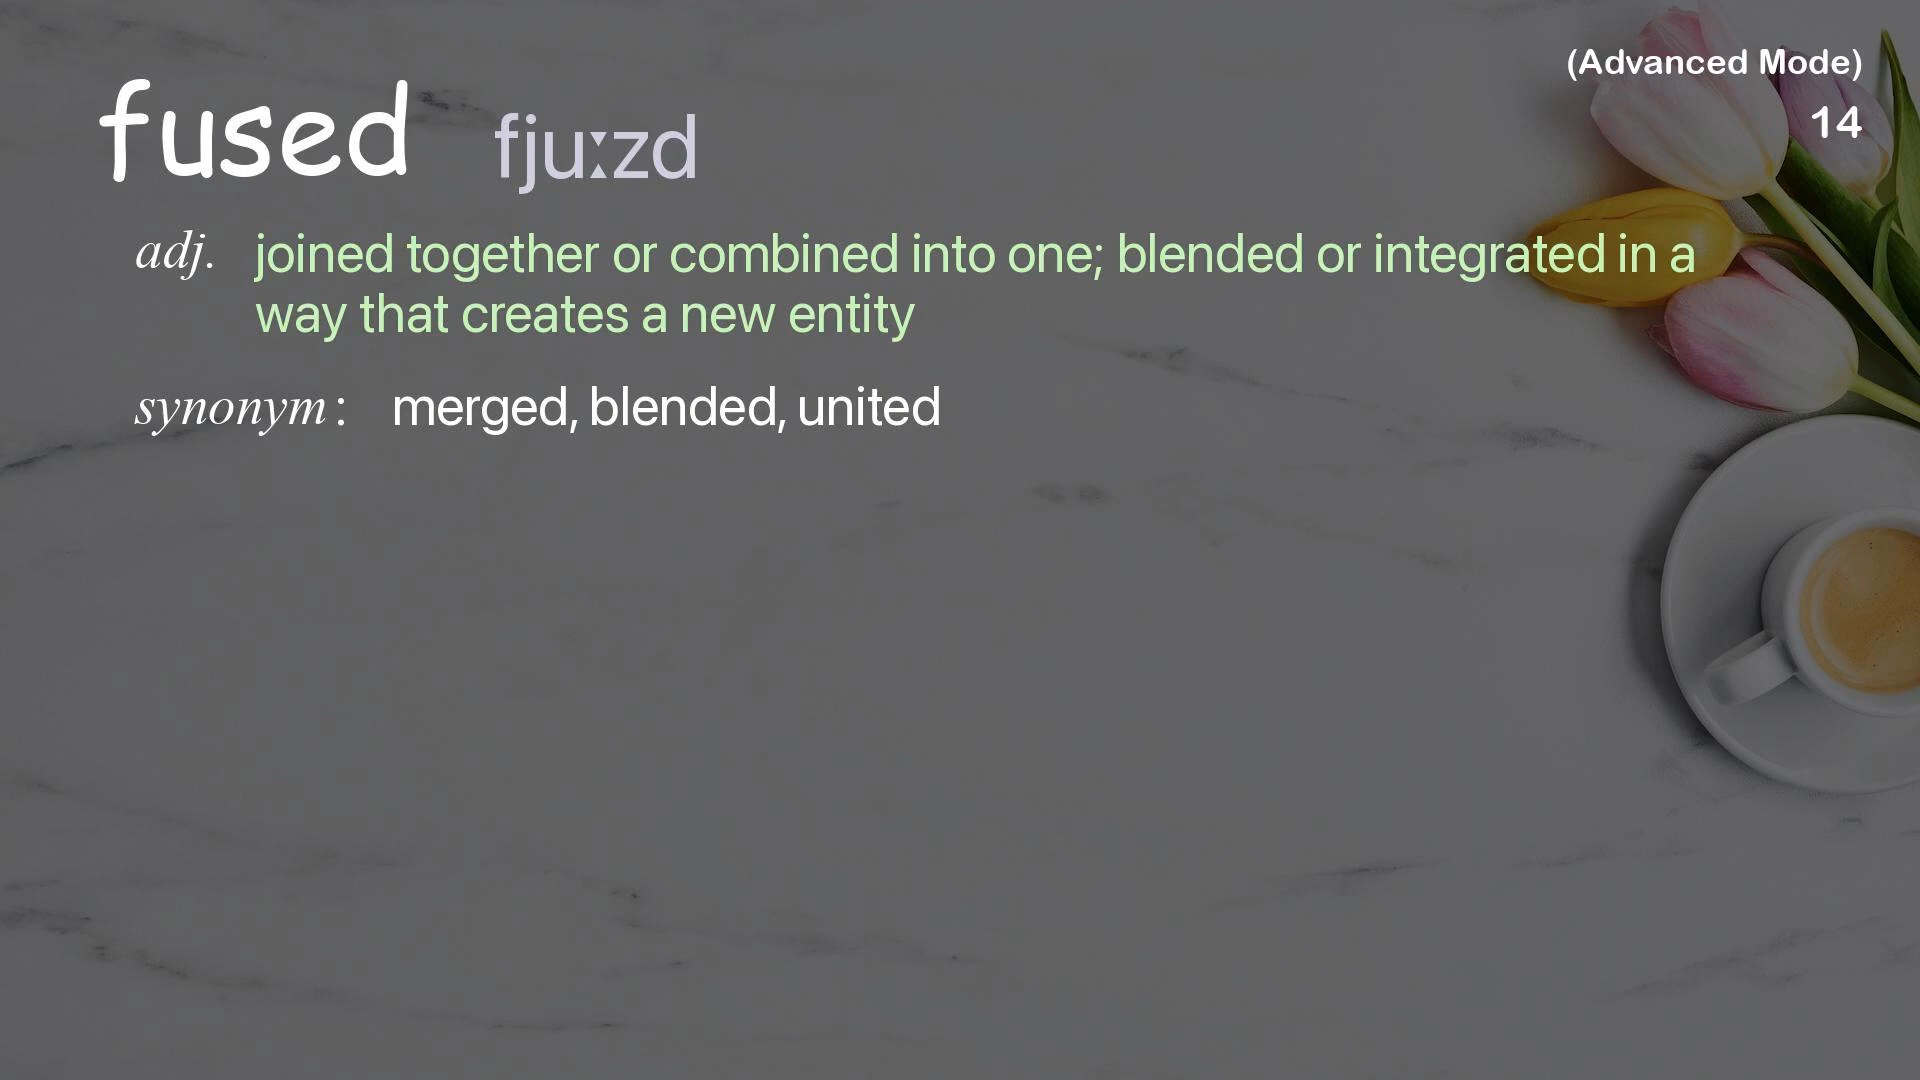 (Advanced Mode)
14
fused fjuːzd
adj. joined together or combined into one; blended or integrated in a
way that creates a new entity
synonym: merged, blended, united